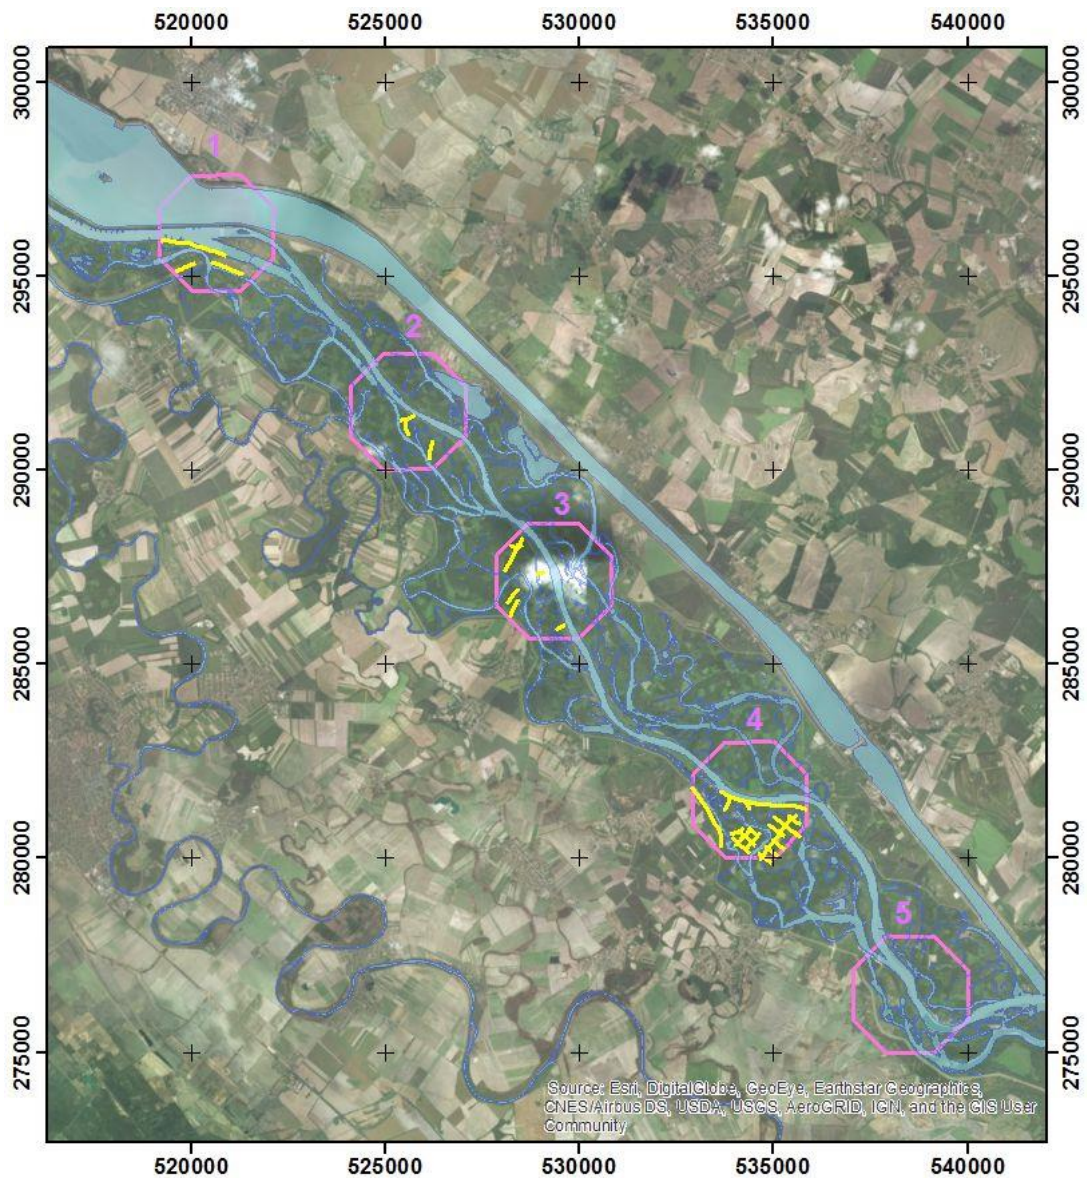 520000 525000 530000 535000 540000
300000 300000
1
295000 295000
2
290000 290000
3
285000 285000
4
280000 280000
5
275000 275000
Source: Esri, DigitalGlobe, GeoEye, Earthstar Geographics,
CNES/Airbus DS, USDA, USGS, AeroGRID, IGN, and the GIS User
Community
520000 525000 530000 535000 540000